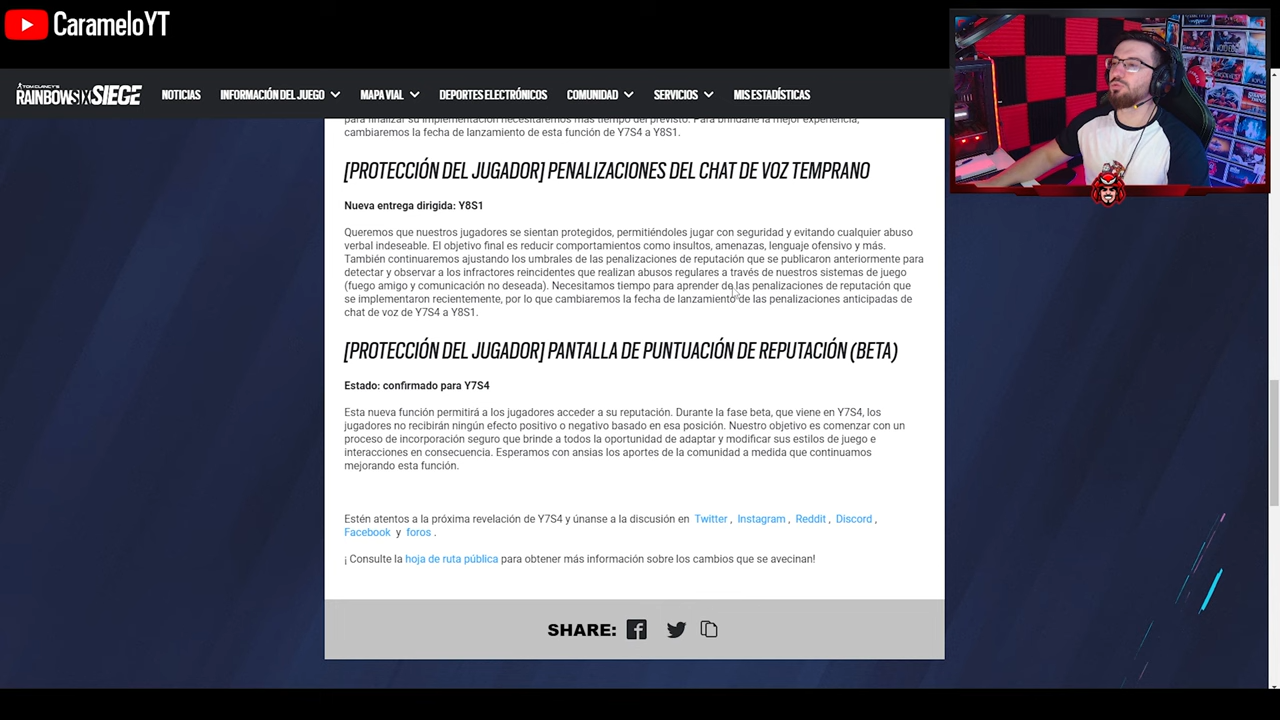 CarameloYT
TOM CLANCY'S
RAINBOWSIX SIEGE
NOTICIAS INFORMACIÓN DEL JUEGO MAPA VIAL DEPORTES ELECTRÓNICOS COMUNIDAD SERVICIOS MIS ESTADÍSTICAS
para finalizar su implementación necesitaremos más tiempo del previsto. Para brindarle la mejor experiencia,
cambiaremos la fecha de lanzamiento de esta función de Y7S4 a Y8S1.
[PROTECCIÓN DEL JUGADOR] PENALIZACIONES DEL CHAT DE VOZ TEMPRANO
Nueva entrega dirigida: Y8S1
Queremos que nuestros jugadores se sientan protegidos, permitiéndoles jugar con seguridad y evitando cualquier abuso
verbal indeseable. El objetivo final es reducir comportamientos como insultos, amenazas, lenguaje ofensivo y más.
También continuaremos ajustando los umbrales de las penalizaciones de reputación que se publicaron anteriormente para
detectar y observar a los infractores reincidentes que realizan abusos regulares a través de nuestros sistemas de juego
(fuego amigo y comunicación no deseada). Necesitamos tiempo para aprender de las penalizaciones de reputación que
se implementaron recientemente, por lo que cambiaremos la fecha de lanzamiento de las penalizaciones anticipadas de
chat de voz de Y7S4 a Y8S1.
[PROTECCIÓN DEL JUGADOR] PANTALLA DE PUNTUACIÓN DE REPUTACIÓN (BETA)
Estado: confirmado para Y7S4
Esta nueva función permitirá a los jugadores acceder a su reputación. Durante la fase beta, que viene en Y7S4, los
jugadores no recibirán ningún efecto positivo o negativo basado en esa posición. Nuestro objetivo es comenzar con un
proceso de incorporación seguro que brinde a todos la oportunidad de adaptar y modificar sus estilos de juego e
interacciones en consecuencia. Esperamos con ansias los aportes de la comunidad a medida que continuamos
mejorando esta función.
Estén atentos a la próxima revelación de Y7S4 y únanse a la discusión en Twitter , Instagram , Reddit , Discord ,
Facebook y foros .
¡ Consulte la hoja de ruta pública para obtener más información sobre los cambios que se avecinan!
SHARE: